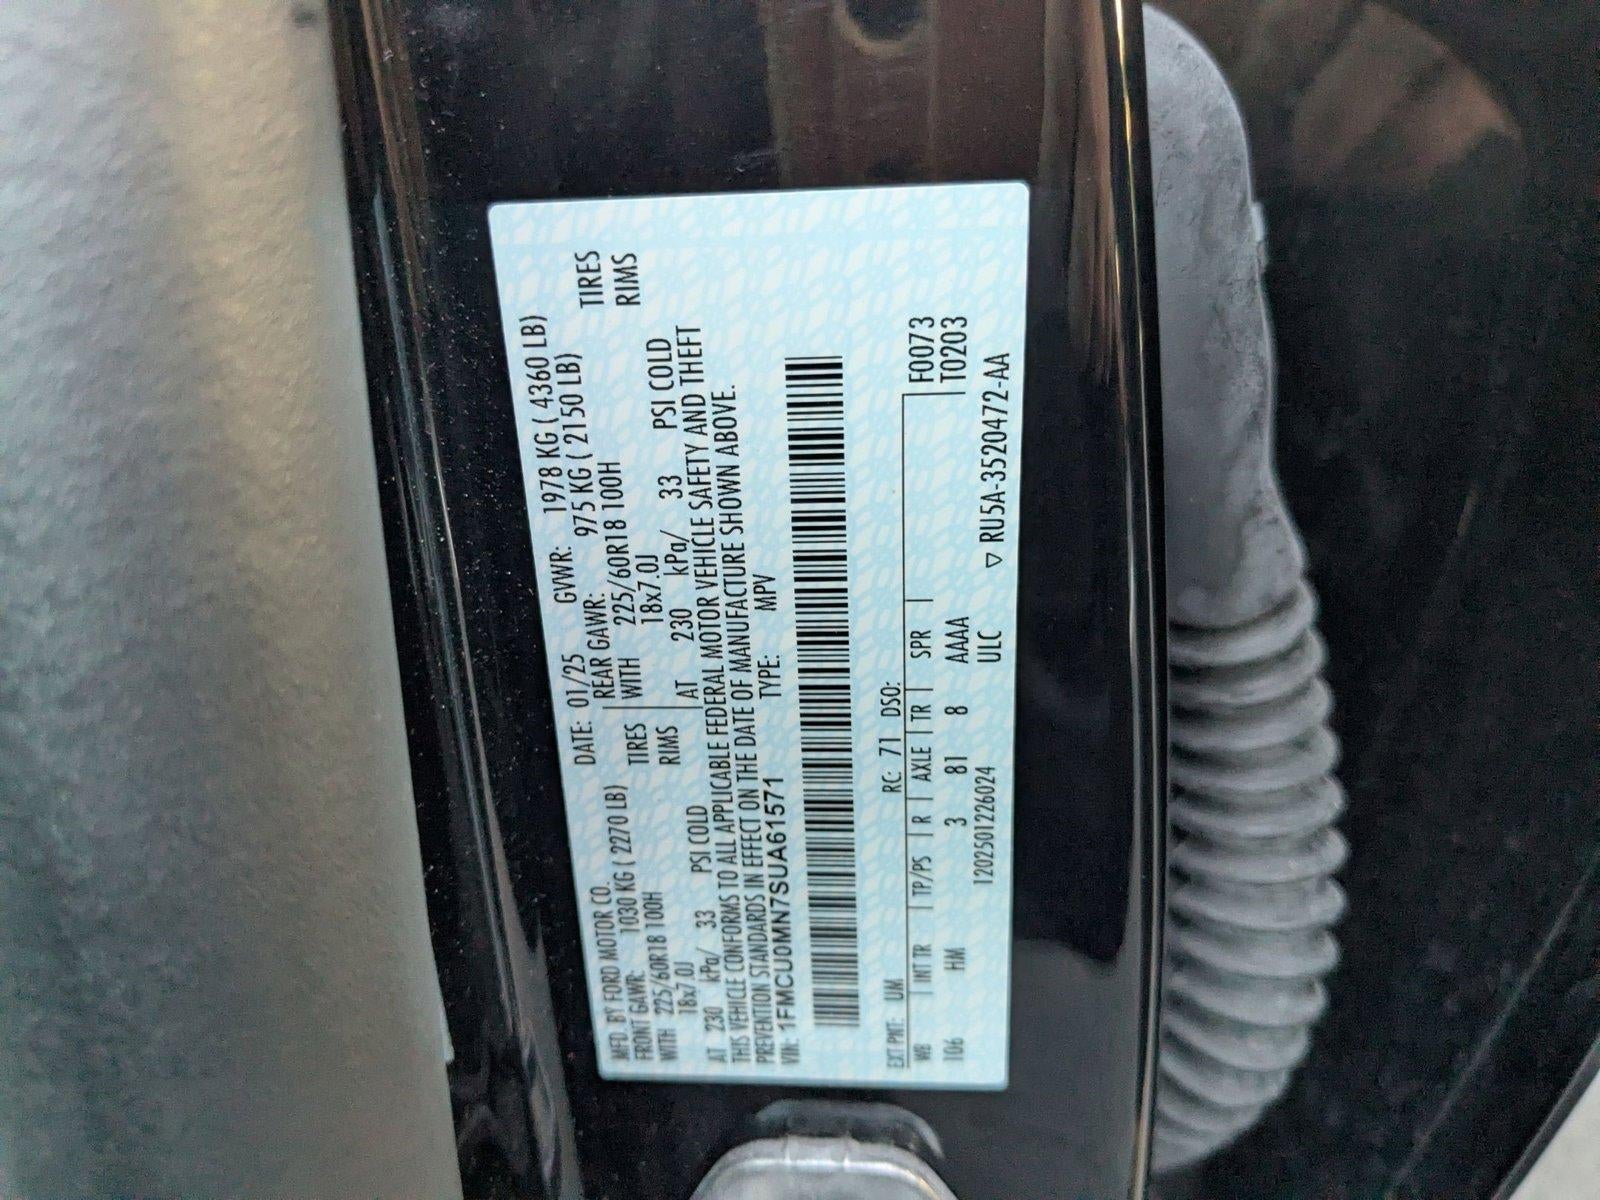 MFD. BY FORD MOTOR CO. DATE: 01/25 GVWR: 1978 KG ( 4360 LB)
FRONT GAWR: 1030 KG ( 2270 LB) REAR GAWR: 975 KG ( 2150 LB)
WITH 225/60R18 100H TIRES WITH 225/60R18 100H TIRES
18x7.0J RIMS 18x7.0J RIMS
AT 230 kPa/ 33 PSI COLD AT 230 kPa/ 33 PSI COLD
THIS VEHICLE CONFORMS TO ALL APPLICABLE FEDERAL MOTOR VEHICLE SAFETY AND THEFT
PREVENTION STANDARDS IN EFFECT ON THE DATE OF MANUFACTURE SHOWN ABOVE.
VIN: 1FMCU0MN7SUA61571 TYPE: MPV
EXT PNT: UM RC: 71 DSO: F0073
WB INT TR TP/PS R AXLE TR SPR T0203
106 HM 3 81 8 AAAA
1202501226024 ULC
▽ RU5A-3520472-AA